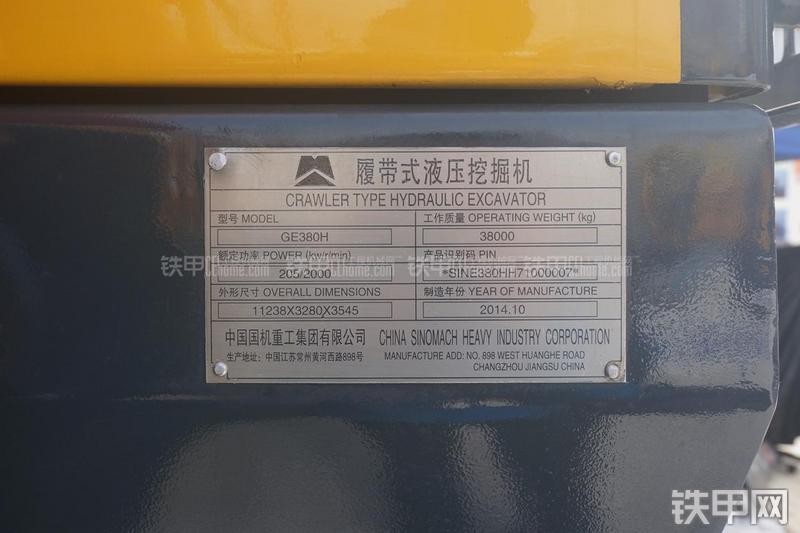 履带式液压挖掘机
CRAWLER TYPE HYDRAULIC EXCAVATOR
型号 MODEL
GE380H
工作质量 OPERATING WEIGHT (kg)
38000
额定功率 POWER (kw/r/min)
205/2000
产品识别码 PIN
*SINE380HH71000007*
外形尺寸 OVERALL DIMENSIONS
11238X3280X3545
制造年份 YEAR OF MANUFACTURE
2014.10
中国国机重工集团有限公司 CHINA SINOMACH HEAVY INDUSTRY CORPORATION
生产地址: 中国江苏常州黄河西路898号
MANUFACTURE ADD: NO. 898 WEST HUANGHE ROAD
CHANGZHOU JIANGSU CHINA
铁甲网